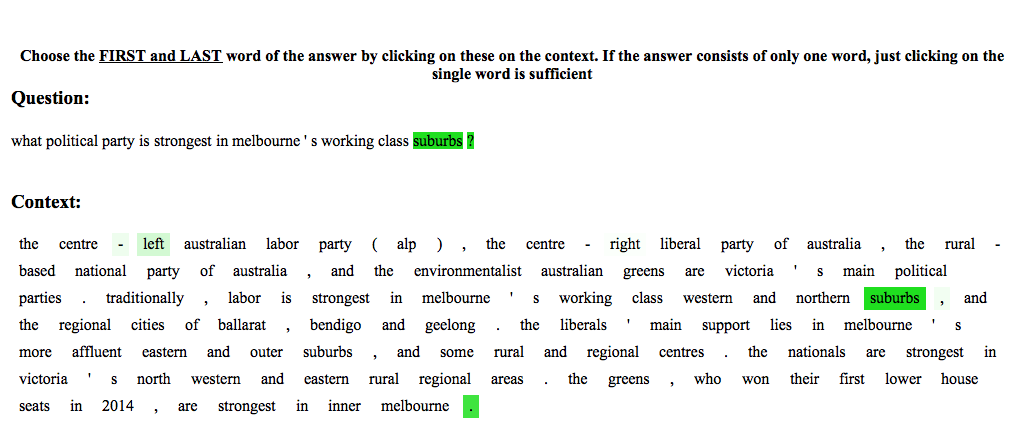 Choose the FIRST and LAST word of the answer by clicking on these on the context. If the answer consists of only one word, just clicking on the
single word is sufficient
Question:
what political party is strongest in melbourne ' s working class suburbs ?
Context:
the centre - left australian labor party ( alp ) , the centre - right liberal party of australia , the rural -
based national party of australia , and the environmentalist australian greens are victoria ' s main political
parties . traditionally , labor is strongest in melbourne ' s working class western and northern suburbs , and
the regional cities of ballarat , bendigo and geelong . the liberals ' main support lies in melbourne ' s
more affluent eastern and outer suburbs , and some rural and regional centres . the nationals are strongest in
victoria ' s north western and eastern rural regional areas . the greens , who won their first lower house
seats in 2014 , are strongest in inner melbourne .